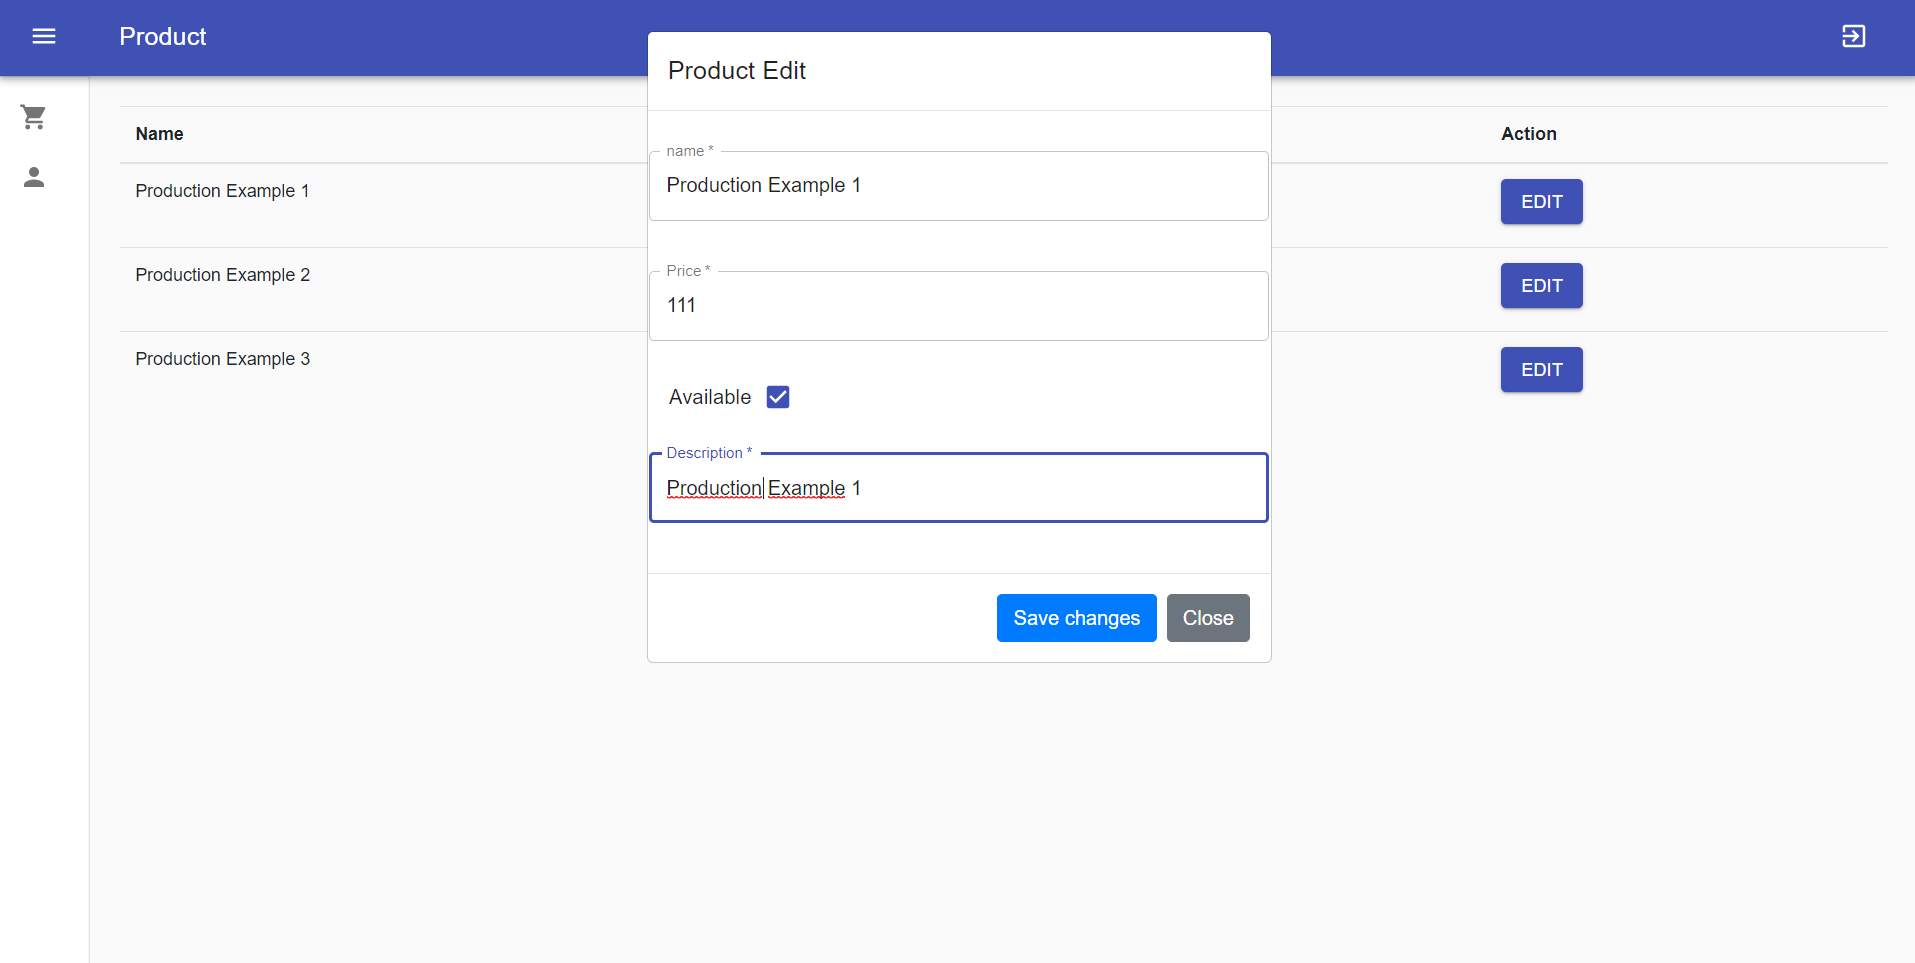 Product
Product Edit
Name
Action
name *
Production Example 1
Production Example 1
EDIT
Price *
Production Example 2
EDIT
111
Production Example 3
EDIT
Available
Description *
Production Example 1
Save changes
Close